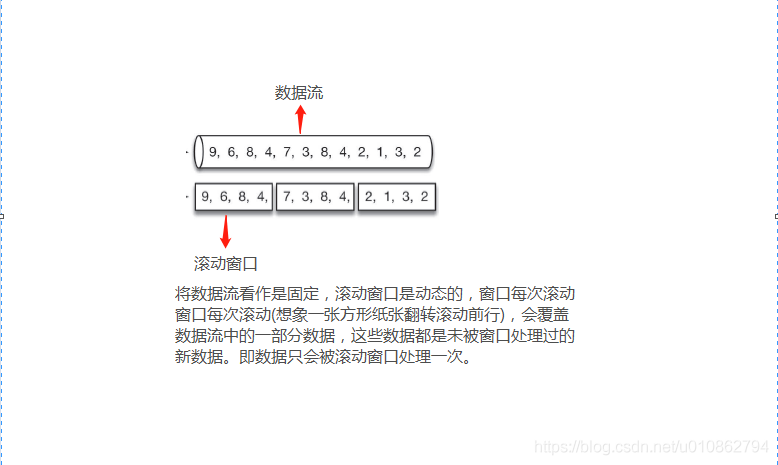 数据流
9, 6, 8, 4, 7, 3, 8, 4, 2, 1, 3, 2
9, 6, 8, 4, 7, 3, 8, 4, 2, 1, 3, 2
滚动窗口
将数据流看作是固定，滚动窗口是动态的，窗口每次滚动
窗口每次滚动(想象一张方形纸张翻转滚动前行)，会覆盖
数据流中的一部分数据，这些数据都是未被窗口处理过的
新数据。即数据只会被滚动窗口处理一次。
https://blog.csdn.net/u010862794